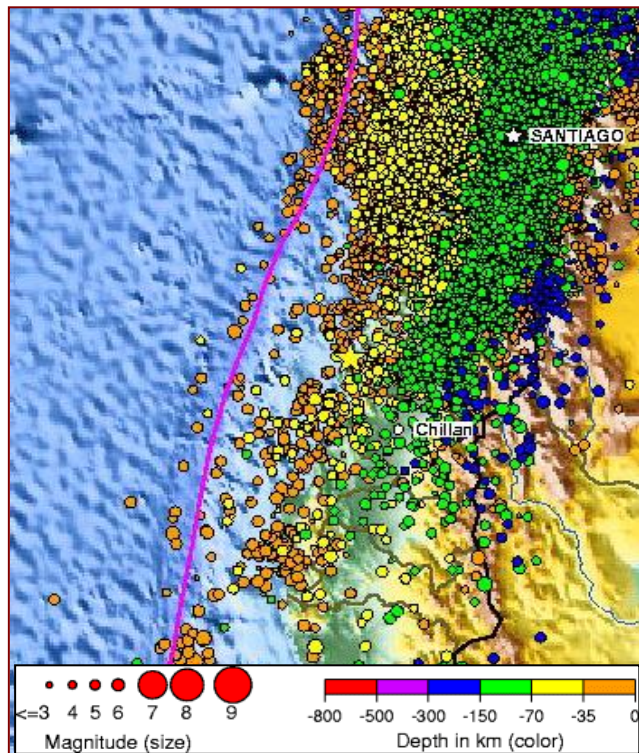 SANTIAGO
Chillan
<=3 4 5 6 7 8 9
Magnitude (size)
-800 -500 -300 -150 -70 -35 0
Depth in km (color)